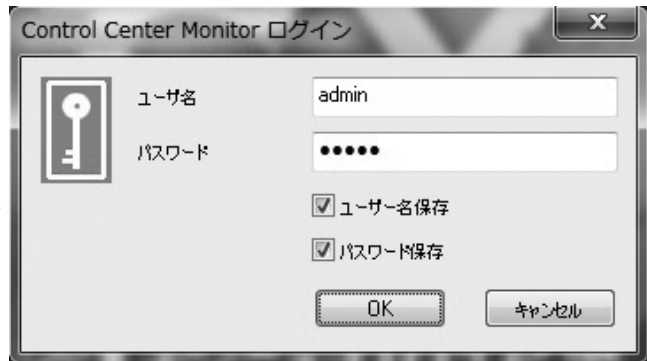 Control Center Monitor ログイン
ユーザ名 admin
パスワード ●●●●●
ユーザー名保存
パスワード保存
OK キャンセル